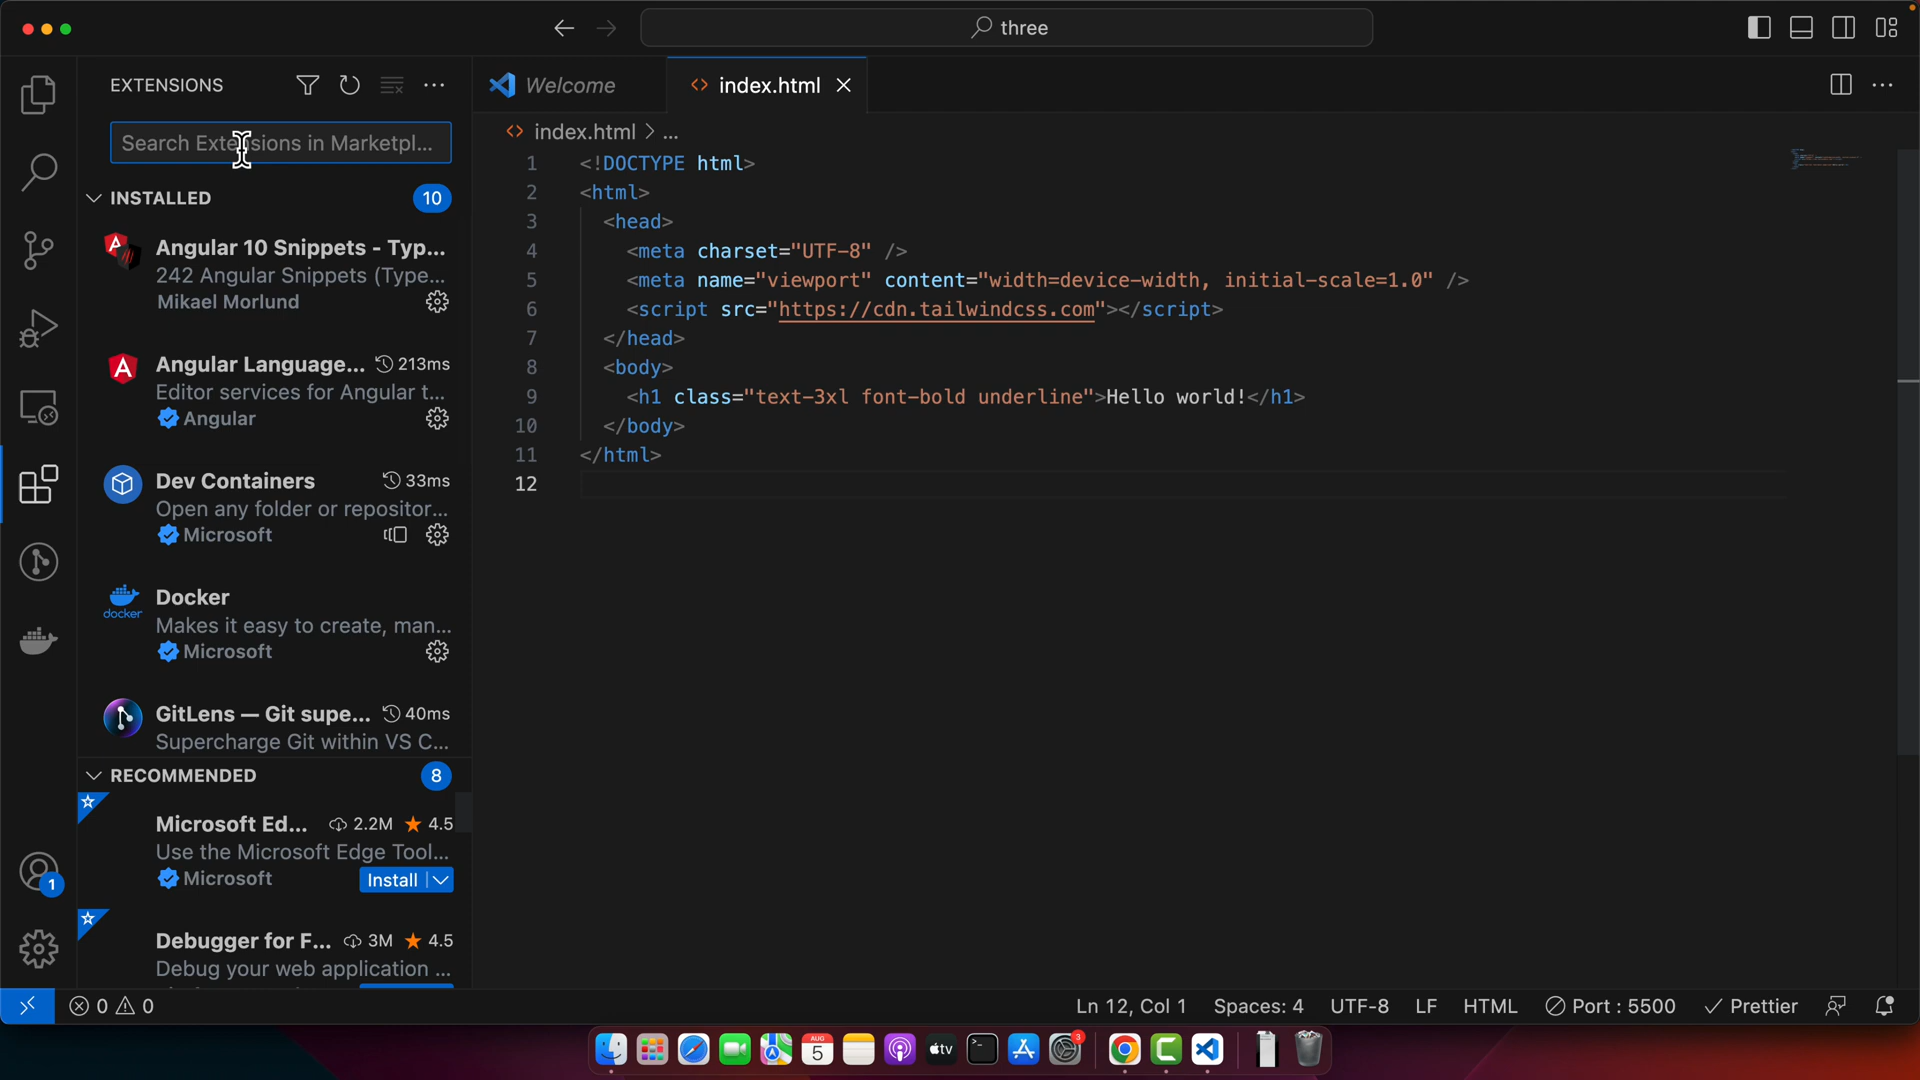 three
EXTENSIONS
Search Extensions in Marketpl...
INSTALLED 10
Angular 10 Snippets - Typ...
242 Angular Snippets (Type...
Mikael Morlund
Angular Language... 213ms
Editor services for Angular t...
Angular
Dev Containers 33ms
Open any folder or repositor...
Microsoft
docker
Docker
Makes it easy to create, man...
Microsoft
GitLens — Git supe... 40ms
Supercharge Git within VS C...
RECOMMENDED 8
Microsoft Ed... 2.2M 4.5
Use the Microsoft Edge Tool...
Microsoft Install
Debugger for F... 3M 4.5
Debug your web application ...
1
Welcome
index.html
index.html > ...
1 <!DOCTYPE html>
2 <html>
3 <head>
4 <meta charset="UTF-8" />
5 <meta name="viewport" content="width=device-width, initial-scale=1.0" />
6 <script src="https://cdn.tailwindcss.com"></script>
7 </head>
8 <body>
9 <h1 class="text-3xl font-bold underline">Hello world!</h1>
10 </body>
11 </html>
12
0 0
Ln 12, Col 1 Spaces: 4 UTF-8 LF HTML Port : 5500 Prettier
AUG
5
tv
3